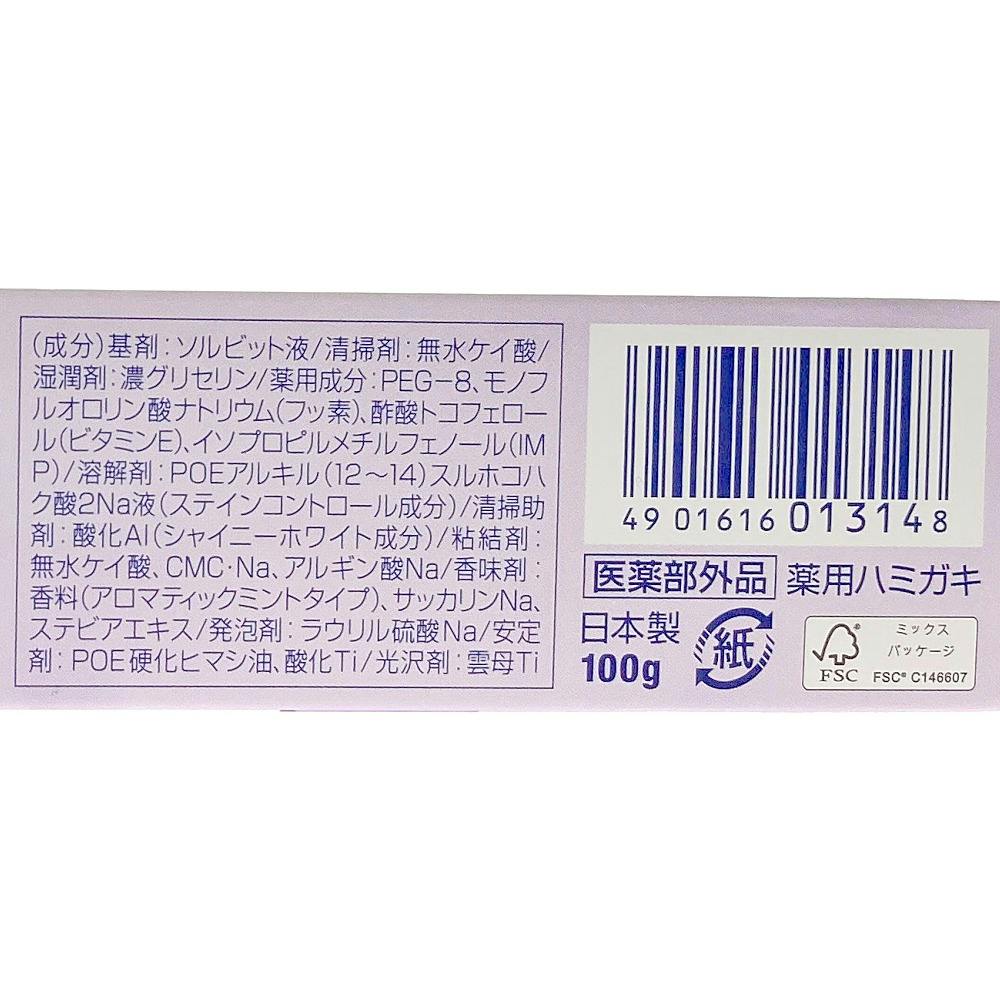 (成分)基剤:ソルビット液/清掃剤:無水ケイ酸/
湿潤剤:濃グリセリン/薬用成分:PEG-8、モノフ
ルオロリン酸ナトリウム(フッ素)、酢酸トコフェロー
ル(ビタミンE)、イソプロピルメチルフェノール(IM
P)/溶解剤:POEアルキル(12〜14)スルホコハ
ク酸2Na液(ステインコントロール成分)/清掃助
剤:酸化Al(シャイニーホワイト成分)/粘結剤:
無水ケイ酸、CMC·Na、アルギン酸Na/香味剤:
香料(アロマティックミントタイプ)、サッカリンNa、
ステビアエキス/発泡剤:ラウリル硫酸Na/安定
剤:POE硬化ヒマシ油、酸化Ti/光沢剤:雲母Ti
49 01616 013148
医薬部外品 薬用ハミガキ
日本製
100g
紙
FSC
ミックス
パッケージ
FSC® C146607